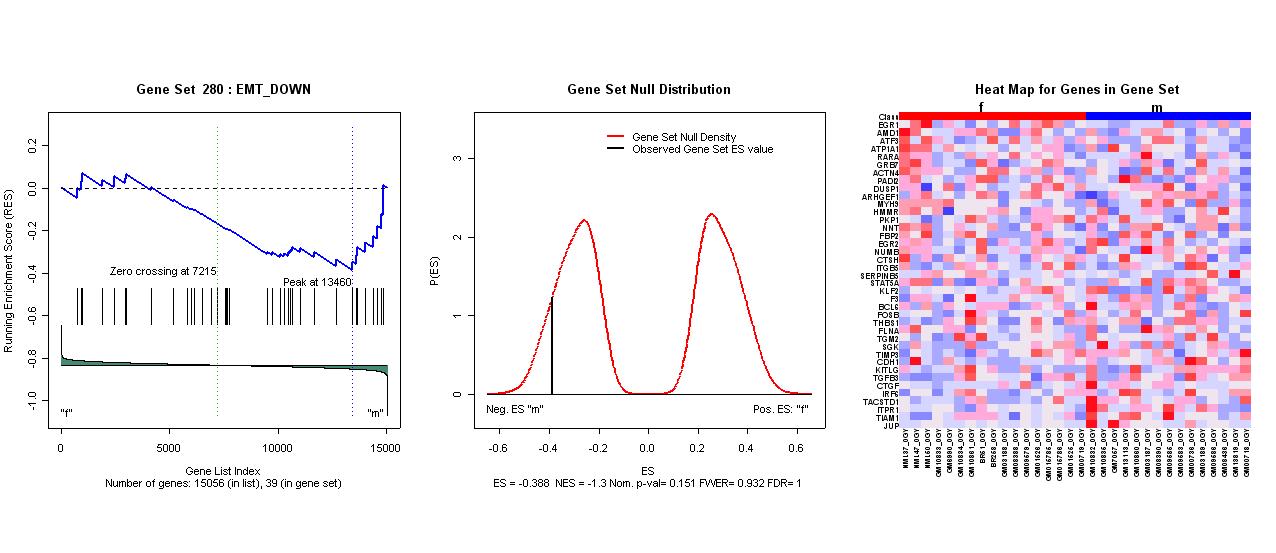 Gene Set 280 : EMT_DOWN
Running Enrichment Score (RES)
0.2
0.0
-0.2
-0.4
-0.6
-0.8
-1.0
Zero crossing at 7215
Peak at 13460
"f"
"m"
0
5000
10000
15000
Gene List Index
Number of genes: 15056 (in list), 39 (in gene set)
Gene Set Null Distribution
Gene Set Null Density
Observed Gene Set ES value
P(ES)
3
2
1
0
Neg. ES "m"
Pos. ES: "f"
-0.6
-0.4
-0.2
0.0
0.2
0.4
0.6
ES
ES = -0.388 NES = -1.3 Nom. p-val= 0.151 FWER= 0.932 FDR= 1
Heat Map for Genes in Gene Set
f
m
Class
EGR1
AMD1
ATF3
ATP1A1
RARA
GRB7
ACTN4
PADI2
DUSP1
ARHGEF1
MYH9
HMMR
PKP1
NNT
FBP2
EGR2
NUMB
CTSH
ITGB5
SERPINB5
STAT5A
KLF2
F3
BCL6
FOSB
THBS1
FLNA
TGM2
SGK
TIMP3
CDH1
KITLG
TGFB3
CTGF
IRF6
TACSTD1
ITPR1
TIAM1
JUP